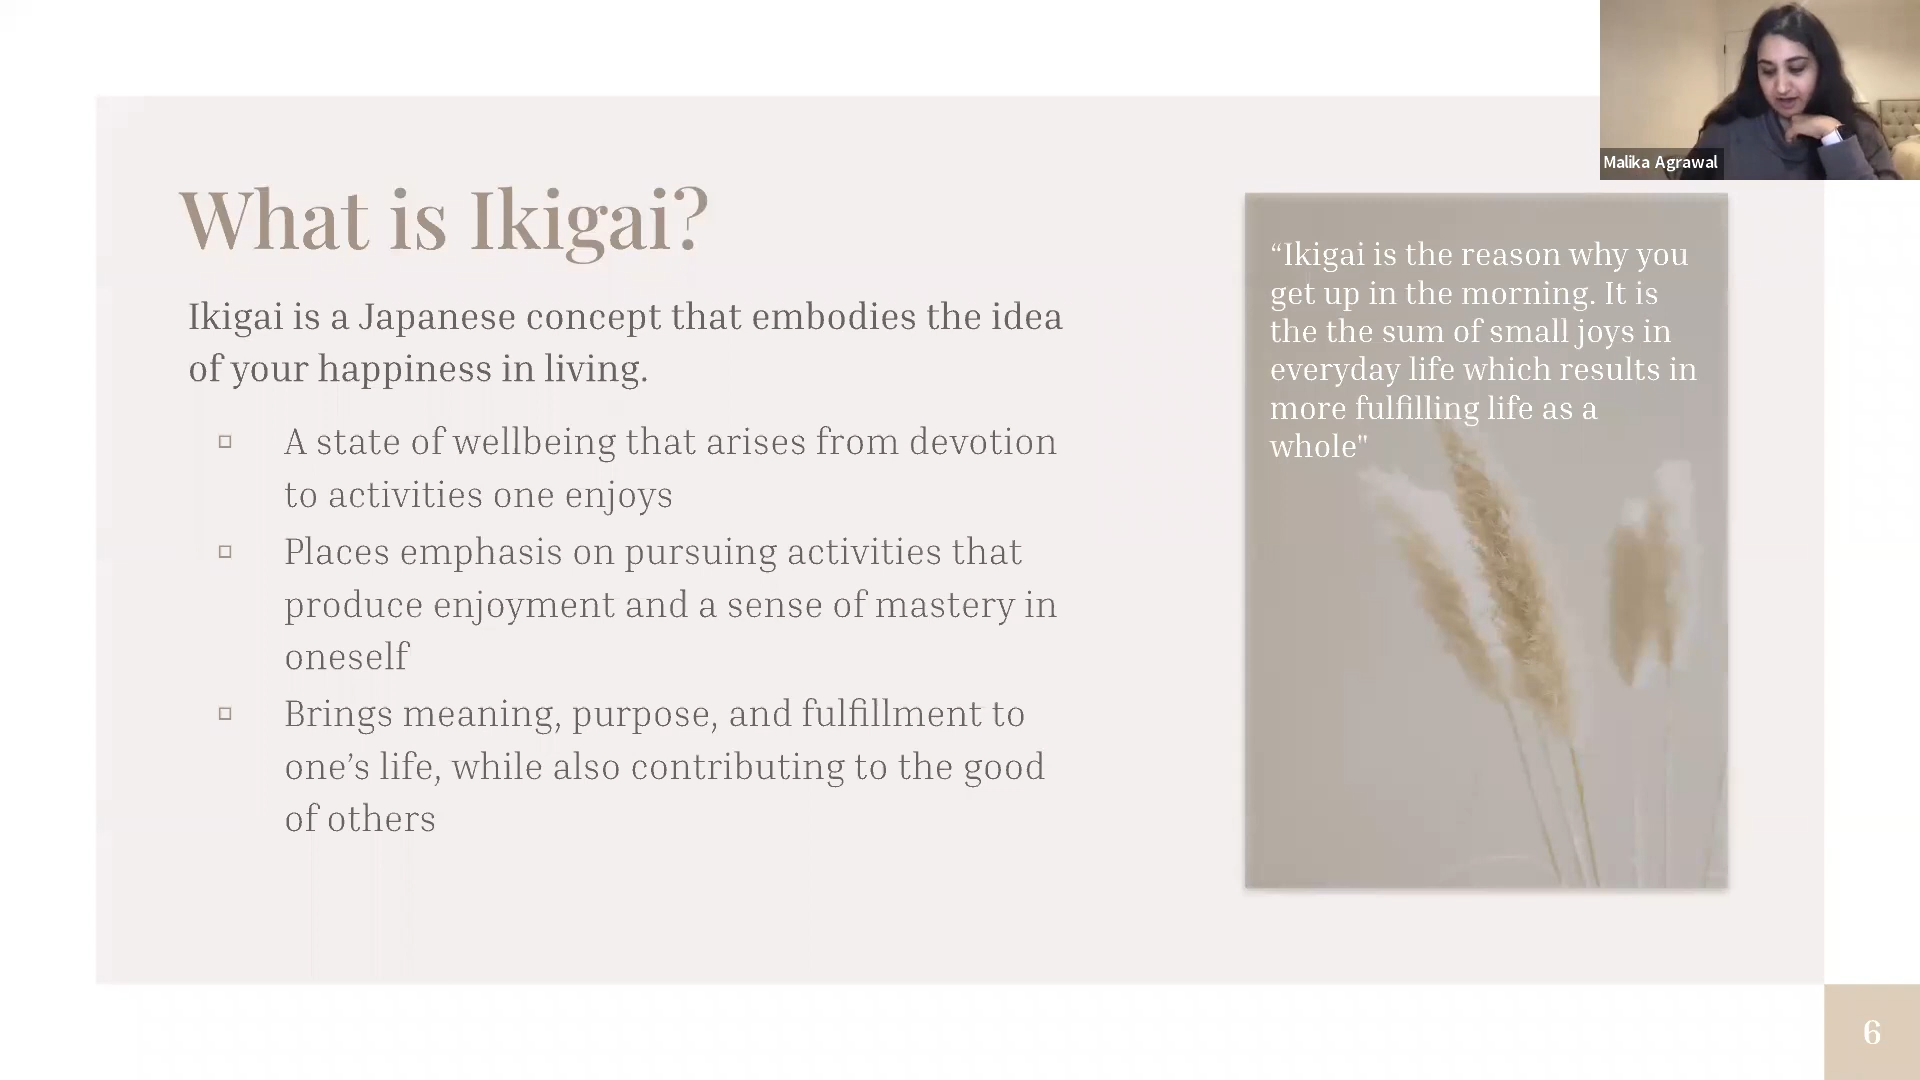 Malika Agrawal
What is Ikigai?
Ikigai is a Japanese concept that embodies the idea
of your happiness in living.
▫ A state of wellbeing that arises from devotion
to activities one enjoys
▫ Places emphasis on pursuing activities that
produce enjoyment and a sense of mastery in
oneself
▫ Brings meaning, purpose, and fulfillment to
one’s life, while also contributing to the good
of others
“Ikigai is the reason why you
get up in the morning. It is
the the sum of small joys in
everyday life which results in
more fulfilling life as a
whole"
6